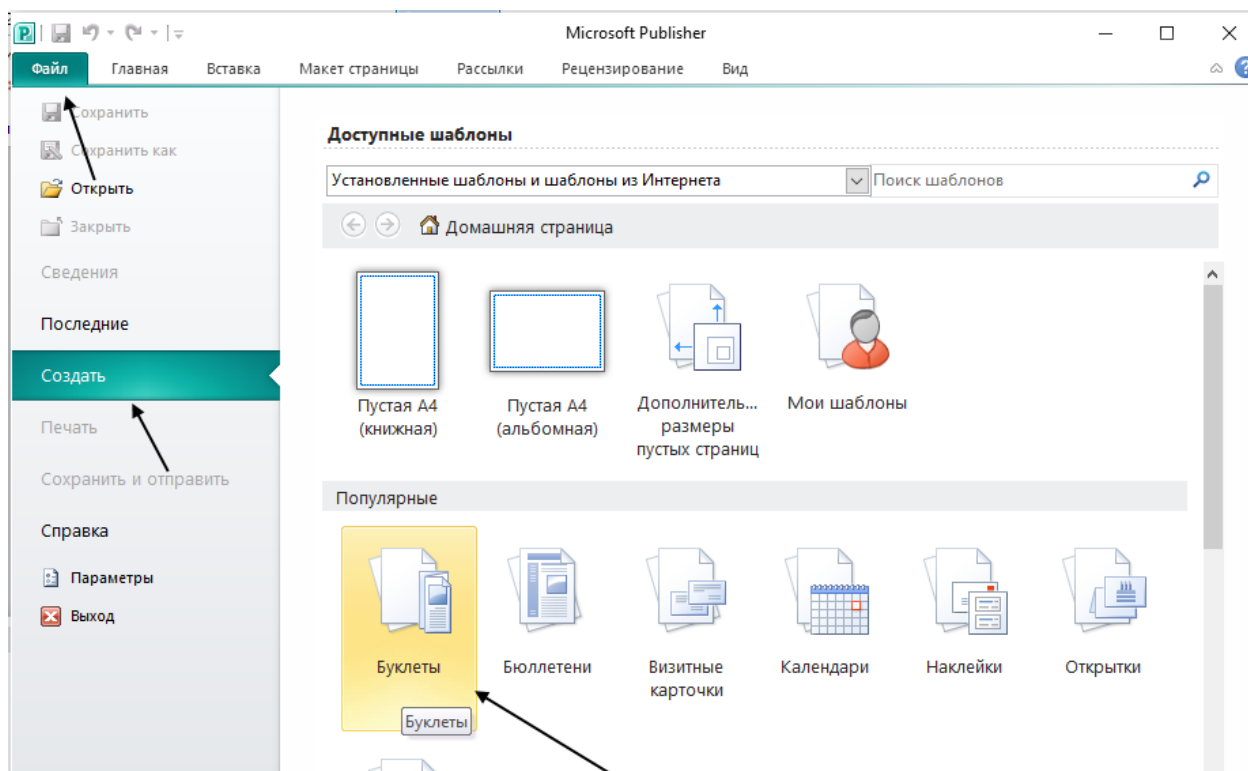 Microsoft Publisher
Файл Главная Вставка Макет страницы Рассылки Рецензирование Вид
Сохранить
Сохранить как
Открыть
Закрыть
Сведения
Последние
Создать
Печать
Сохранить и отправить
Справка
Параметры
Выход
Доступные шаблоны
Установленные шаблоны и шаблоны из Интернета
Поиск шаблонов
Домашняя страница
Пустая A4
(книжная)
Пустая A4
(альбомная)
Дополнитель...
размеры
пустых страниц
Мои шаблоны
Популярные
Буклеты
Бюллетени
Визитные
карточки
Календари
Наклейки
Открытки
Буклеты